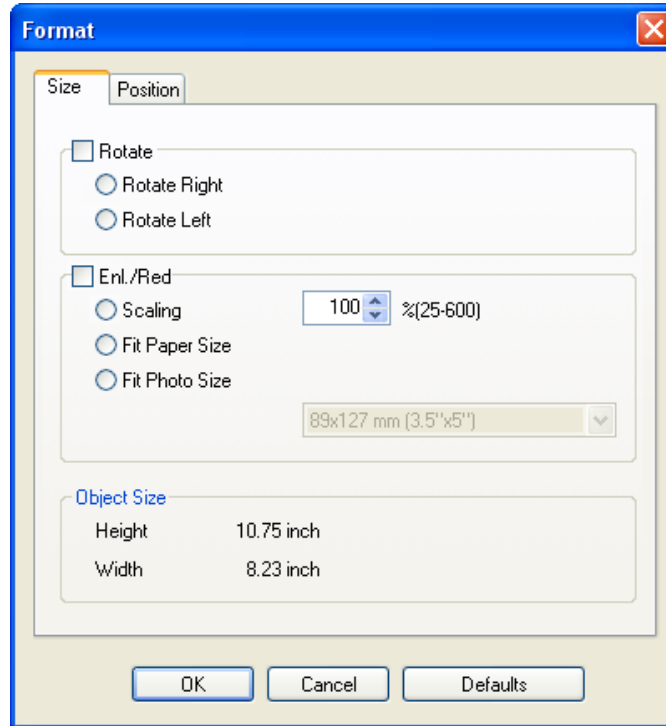 Format
Size Position
Rotate
Rotate Right
Rotate Left
Enl./Red
Scaling 100 %(25-600)
Fit Paper Size
Fit Photo Size
89x127 mm (3.5"x5")
Object Size
Height 10.75 inch
Width 8.23 inch
OK Cancel Defaults